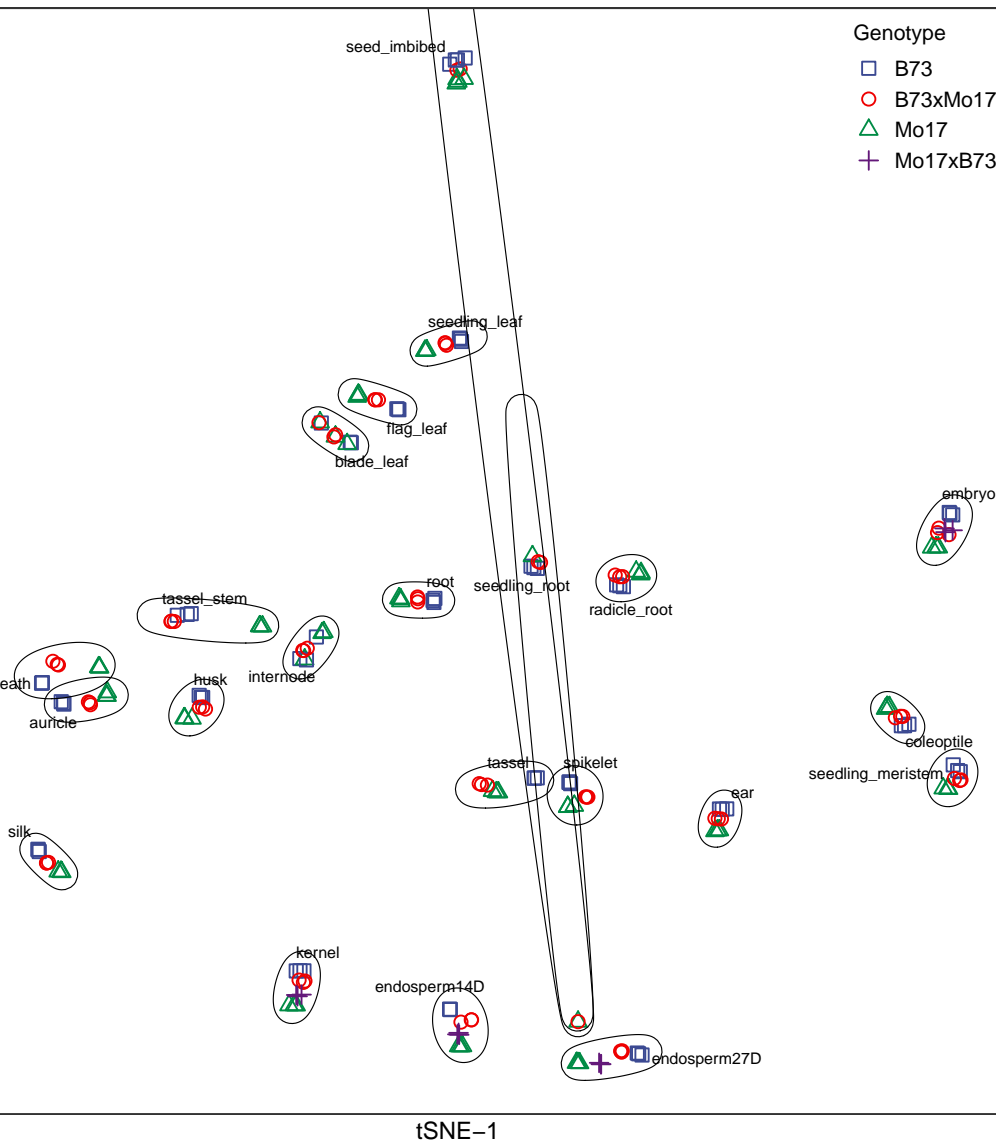 seed_imbibed
Genotype
B73
B73xMo17
Mo17
Mo17xB73
seedling_leaf
flag_leaf
blade_leaf
embryo
root
seedling_root
radicle_root
tassel_stem
internode
husk
eath
auricle
coleoptile
tassel
spikelet
seedling_meristem
ear
silk
kernel
endosperm14D
endosperm27D
tSNE−1